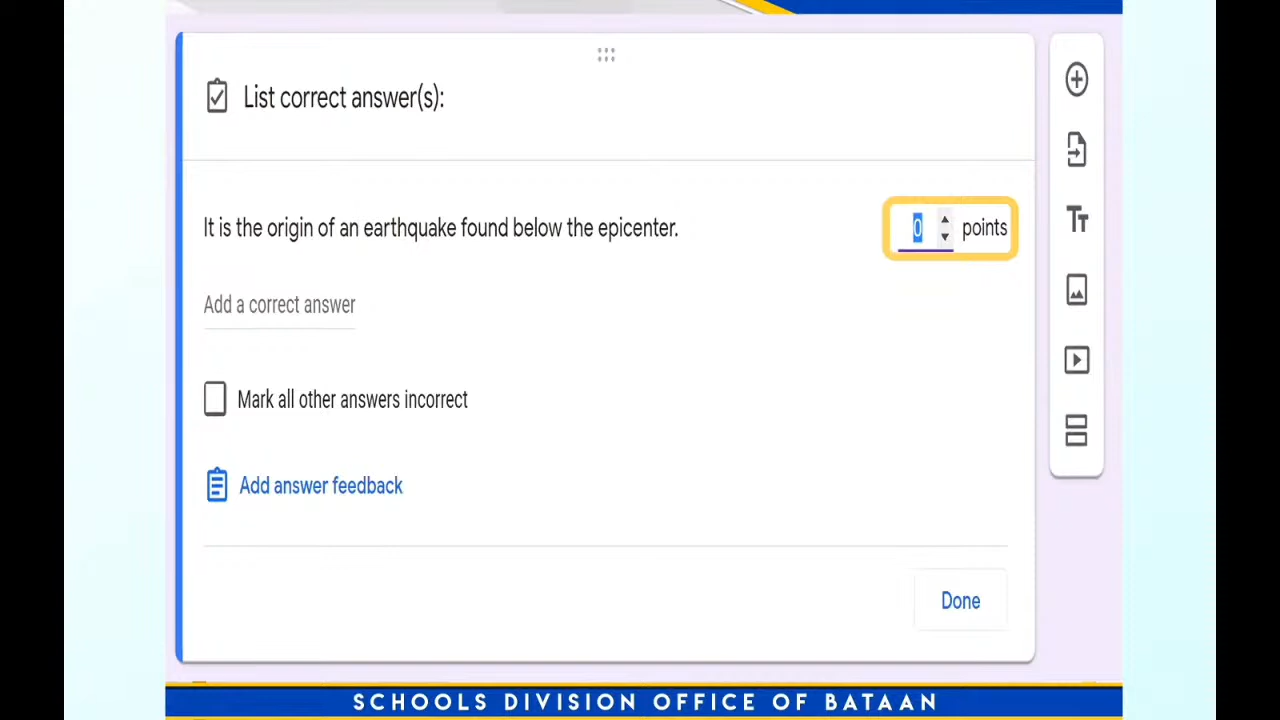 List correct answer(s):
It is the origin of an earthquake found below the epicenter.
0 points
Add a correct answer
Mark all other answers incorrect
Add answer feedback
Done
SCHOOLS DIVISION OFFICE OF BATAAN